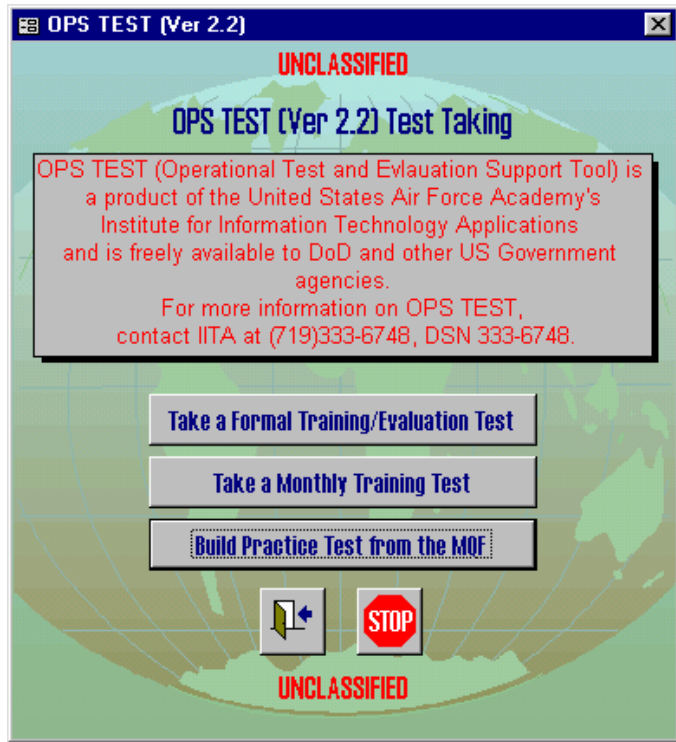 OPS TEST (Ver 2.2)
UNCLASSIFIED
OPS TEST (Ver 2.2) Test Taking
OPS TEST (Operational Test and Evlauation Support Tool) is
a product of the United States Air Force Academy's
Institute for Information Technology Applications
and is freely available to DoD and other US Government
agencies.
For more information on OPS TEST,
contact IITA at (719)333-6748, DSN 333-6748.
Take a Formal Training/Evaluation Test
Take a Monthly Training Test
Build Practice Test from the MQF
STOP
UNCLASSIFIED